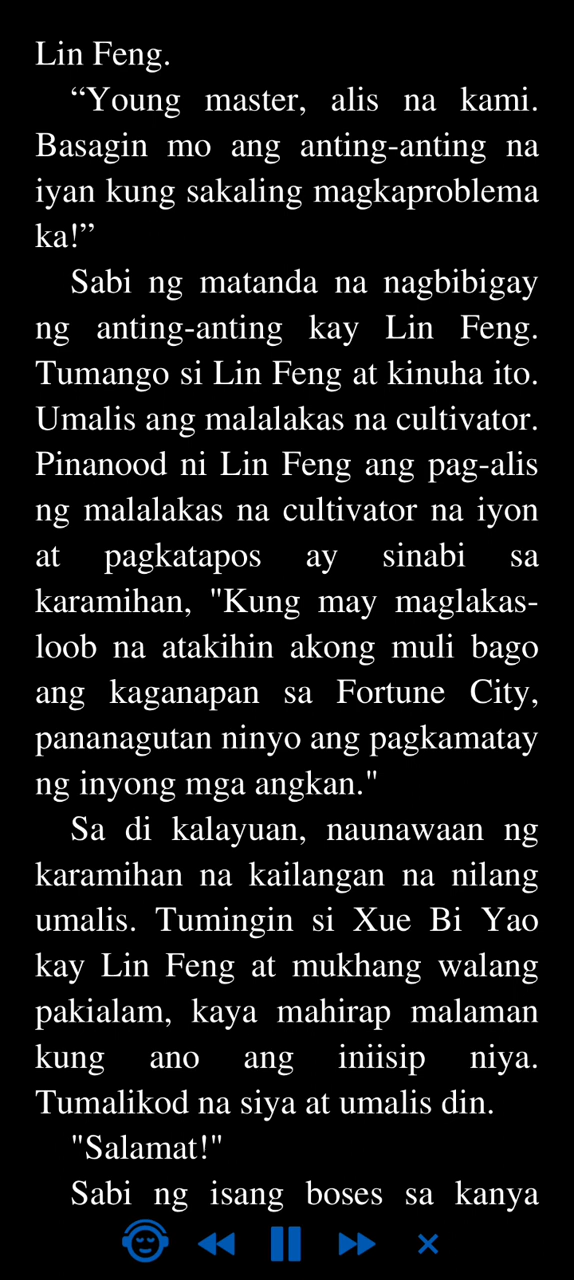 Lin Feng.
“Young master, alis na kami.
Basagin mo ang anting-anting na
iyan kung sakaling magkaproblema
ka!”
Sabi ng matanda na nagbibigay
ng anting-anting kay Lin Feng.
Tumango si Lin Feng at kinuha ito.
Umalis ang malalakas na cultivator.
Pinanood ni Lin Feng ang pag-alis
ng malalakas na cultivator na iyon
at pagkatapos ay sinabi sa
karamihan, "Kung may maglakas-
loob na atakihin akong muli bago
ang kaganapan sa Fortune City,
pananagutan ninyo ang pagkamatay
ng inyong mga angkan."
Sa di kalayuan, naunawaan ng
karamihan na kailangan na nilang
umalis. Tumingin si Xue Bi Yao
kay Lin Feng at mukhang walang
pakialam, kaya mahirap malaman
kung ano ang iniisip niya.
Tumalikod na siya at umalis din.
"Salamat!"
Sabi ng isang boses sa kanya